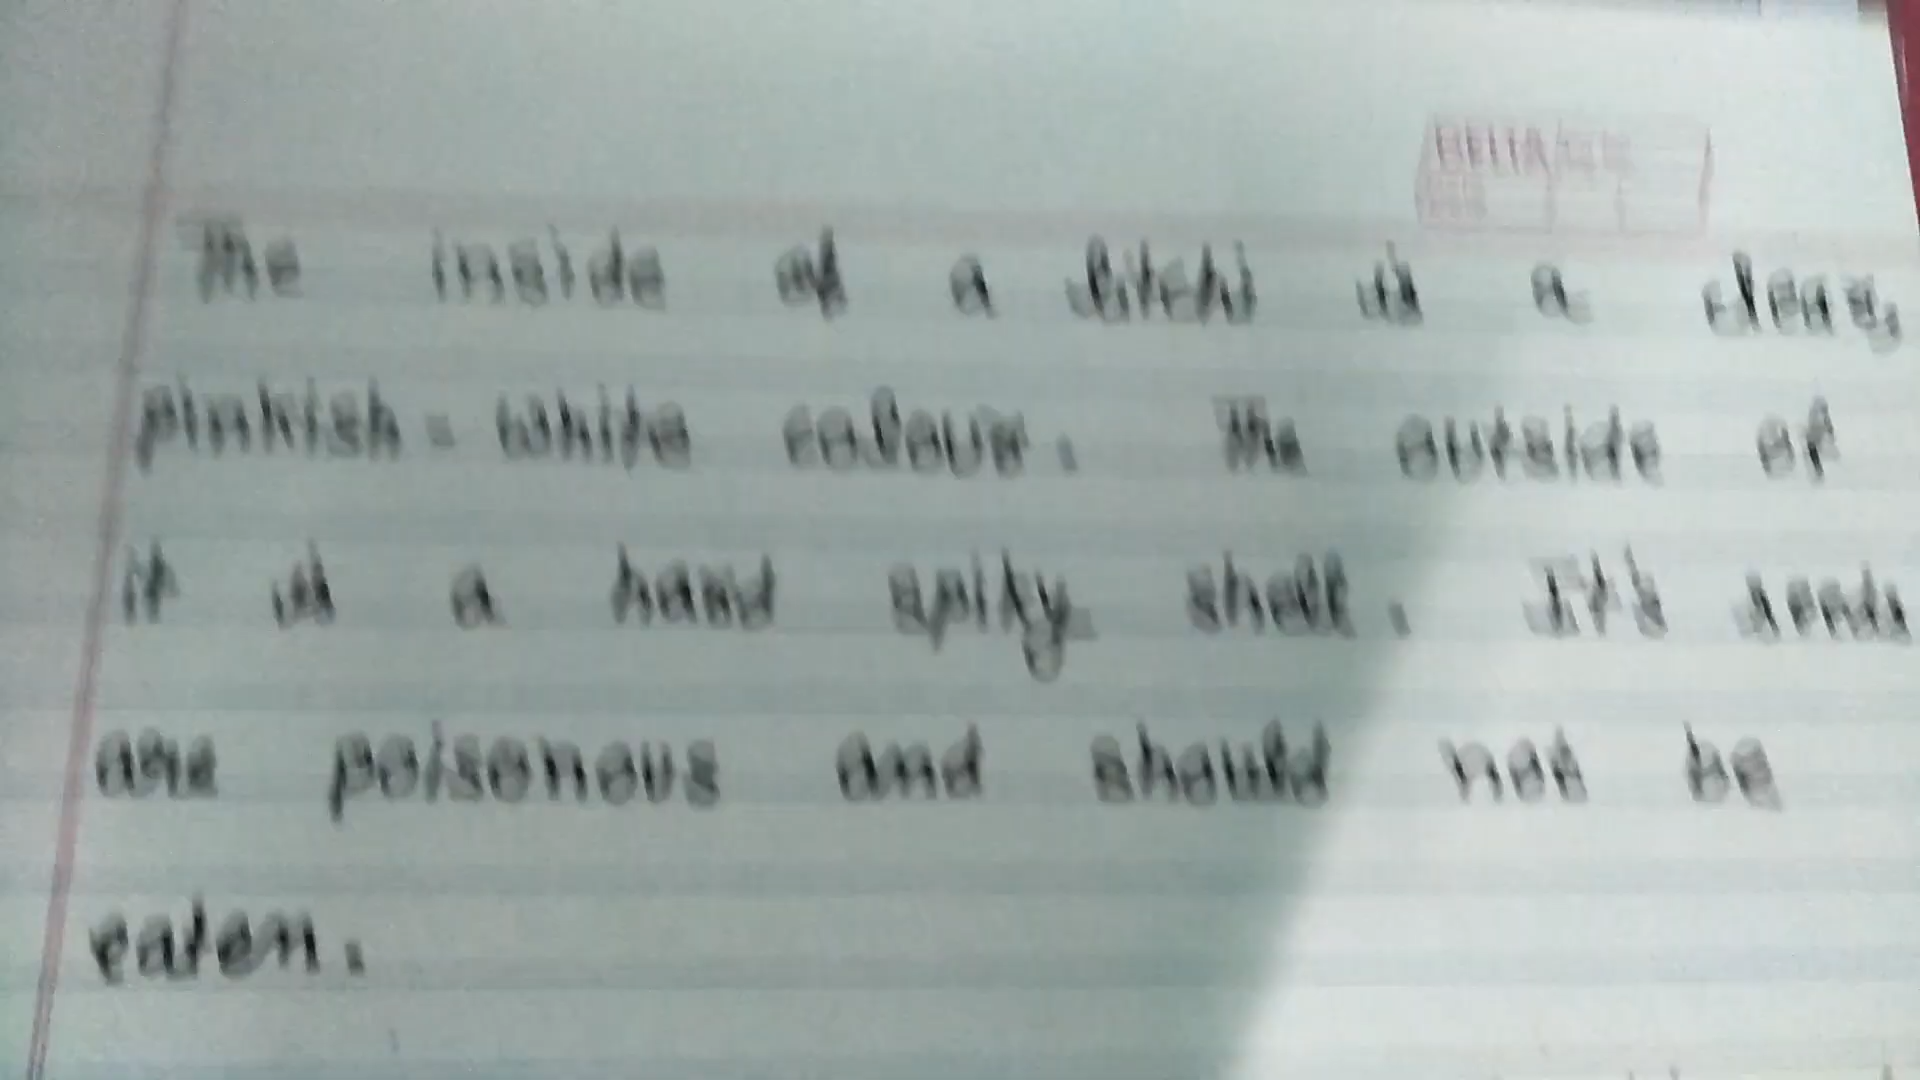 The inside of a litchi is a clear,
pinkish-white colour. The outside of
it is a hard spiky shell. It's seeds
are poisonous and should not be
eaten.